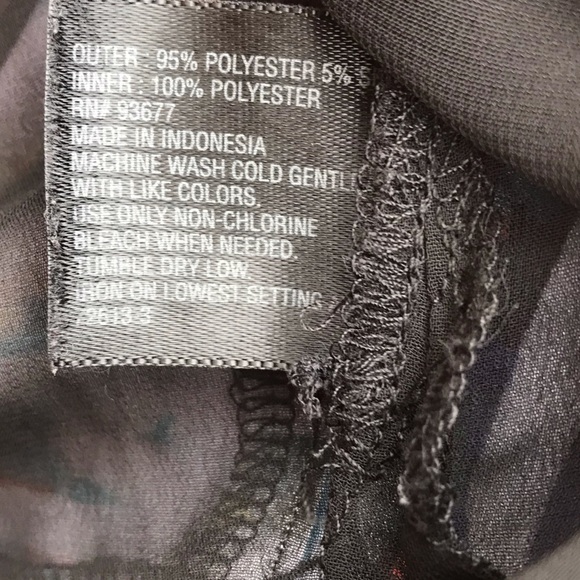 OUTER : 95% POLYESTER 5% S
INNER : 100% POLYESTER
RN# 93677
MADE IN INDONESIA
MACHINE WASH COLD GENTL
WITH LIKE COLORS.
USE ONLY NON-CHLORINE
BLEACH WHEN NEEDED.
TUMBLE DRY LOW
IRON ON LOWEST SETTING
72613-3